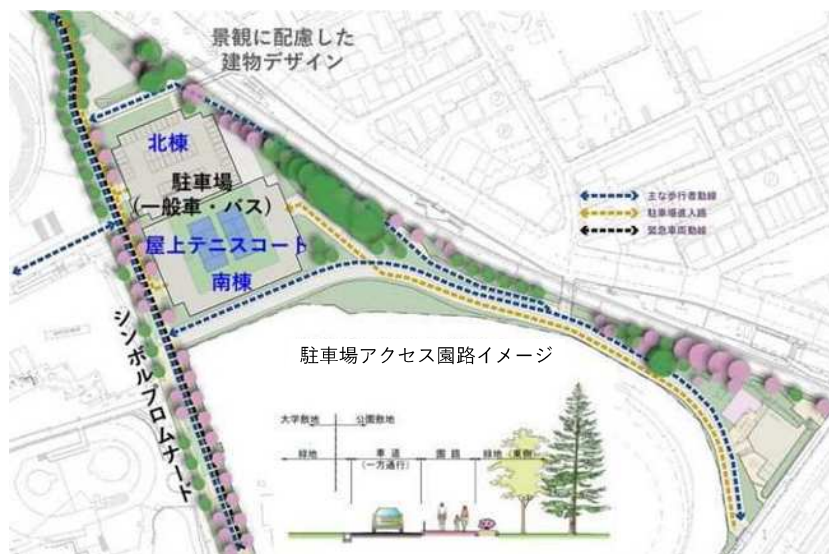 景観に配慮した
建物デザイン
北棟
駐車場
(一般車・バス)
屋上テニスコート
南棟
主な歩行者動線
駐車場進入路
緊急車両動線
シンボルプロムナード
駐車場アクセス園路イメージ
大学敷地
公園敷地
緑地
車道
(一方通行)
園路
緑地(東側)